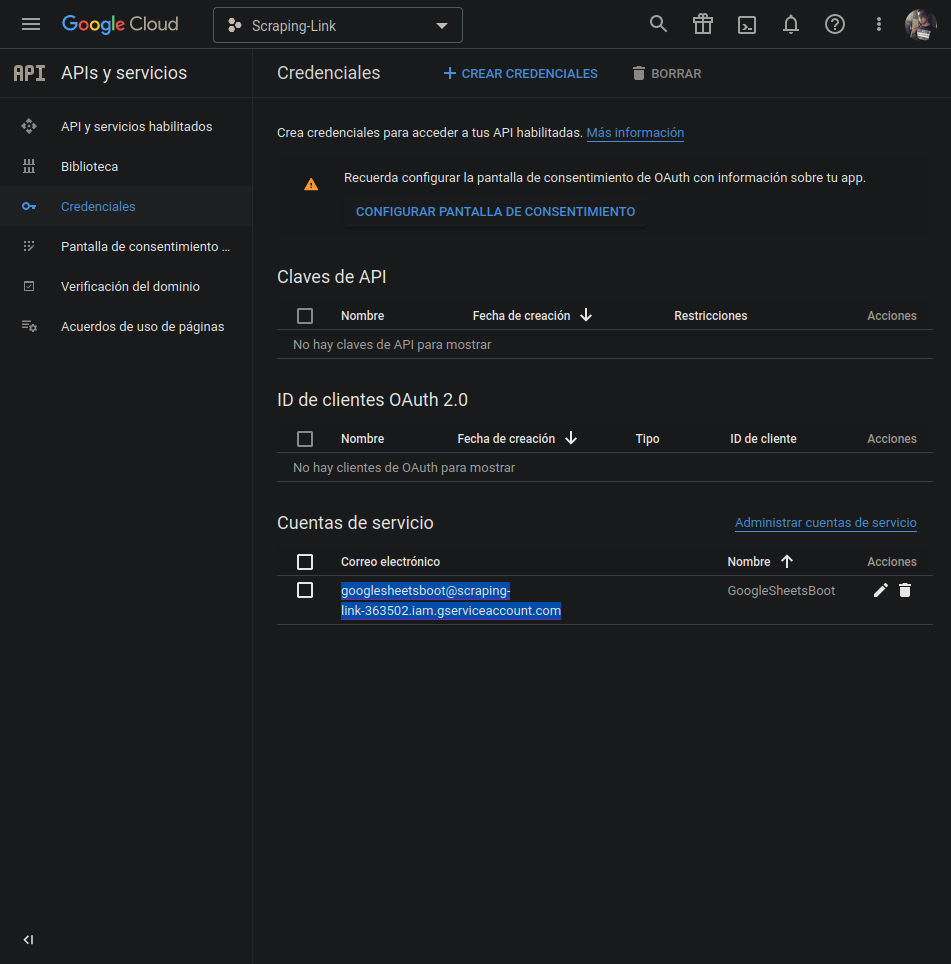 Google Cloud
Scraping-Link
API APIs y servicios
Credenciales
CREAR CREDENCIALES
BORRAR
API y servicios habilitados
Biblioteca
Credenciales
Pantalla de consentimiento ...
Verificación del dominio
Acuerdos de uso de páginas
Crea credenciales para acceder a tus API habilitadas. Más información
Recuerda configurar la pantalla de consentimiento de OAuth con información sobre tu app.
CONFIGURAR PANTALLA DE CONSENTIMIENTO
Claves de API
Nombre Fecha de creación Restricciones Acciones
No hay claves de API para mostrar
ID de clientes OAuth 2.0
Nombre Fecha de creación Tipo ID de cliente Acciones
No hay clientes de OAuth para mostrar
Cuentas de servicio Administrar cuentas de servicio
Correo electrónico Nombre Acciones
googlesheetsboot@scraping- GoogleSheetsBoot
link-363502.iam.gserviceaccount.com